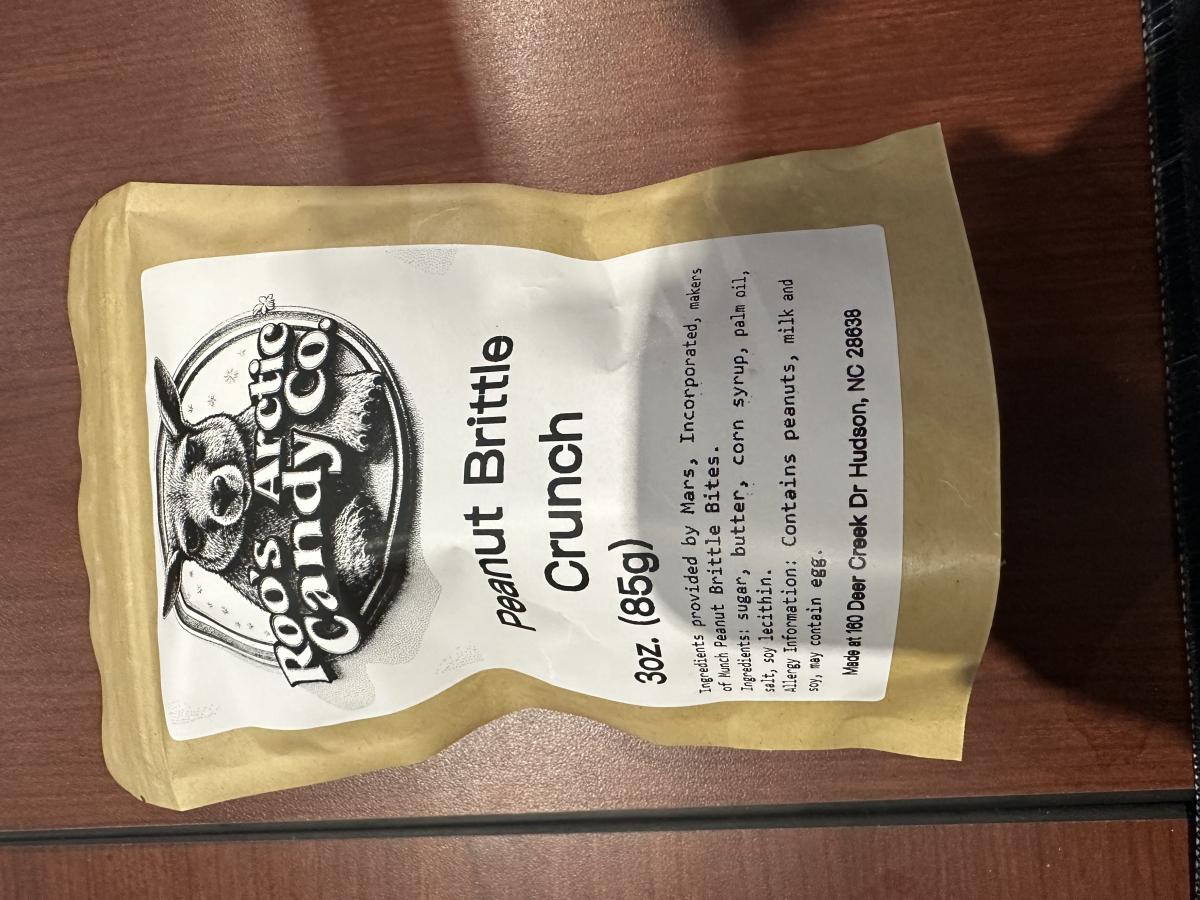 Roo's Arctic
Candy Co.
Peanut Brittle
Crunch
3oz. (85g)
Ingredients provided by Mars, Incorporated, makers
of Munch Peanut Brittle Bites.
Ingredients: sugar, butter, corn syrup, palm oil,
salt, soy lecithin.
Allergy Information: Contains peanuts, milk and
soy, may contain egg.
Made at 160 Deer Creek Dr Hudson, NC 28638